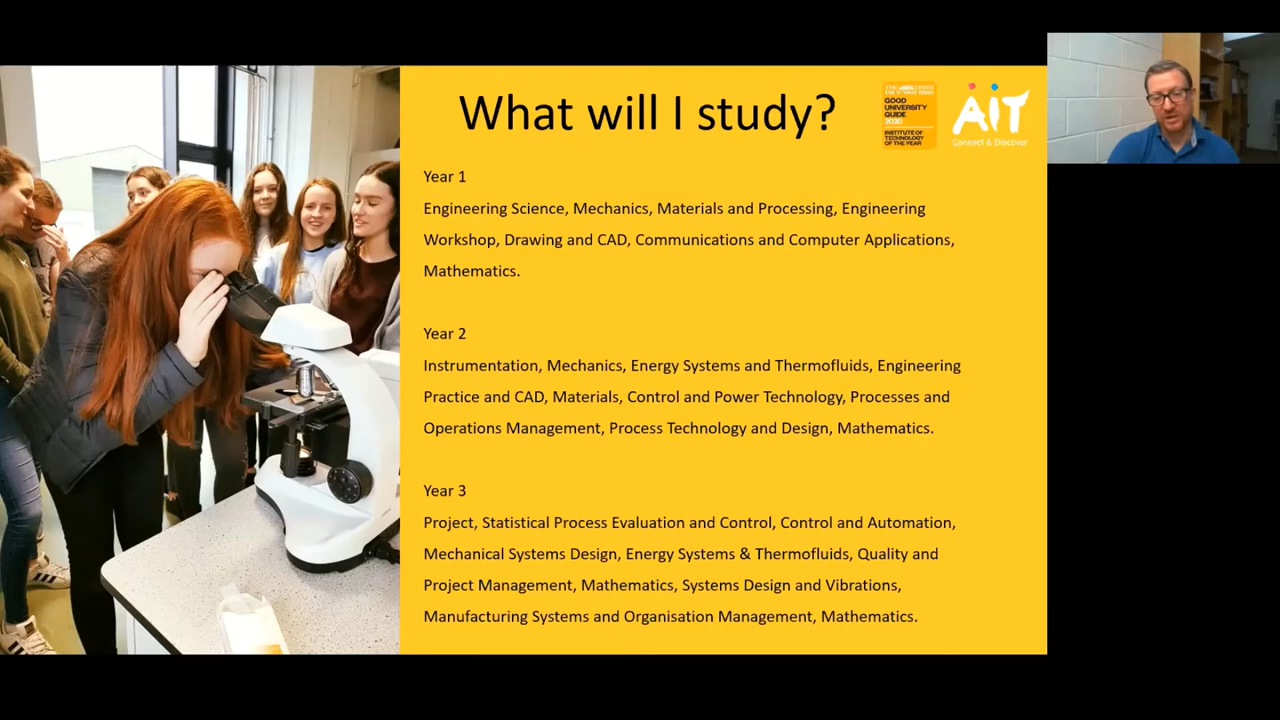 What will I study?
GOOD
UNIVERSITY
GUIDE
2020
INSTITUTE OF
TECHNOLOGY
OF THE YEAR
AIT
Connect & Discover
Year 1
Engineering Science, Mechanics, Materials and Processing, Engineering
Workshop, Drawing and CAD, Communications and Computer Applications,
Mathematics.
Year 2
Instrumentation, Mechanics, Energy Systems and Thermofluids, Engineering
Practice and CAD, Materials, Control and Power Technology, Processes and
Operations Management, Process Technology and Design, Mathematics.
Year 3
Project, Statistical Process Evaluation and Control, Control and Automation,
Mechanical Systems Design, Energy Systems & Thermofluids, Quality and
Project Management, Mathematics, Systems Design and Vibrations,
Manufacturing Systems and Organisation Management, Mathematics.